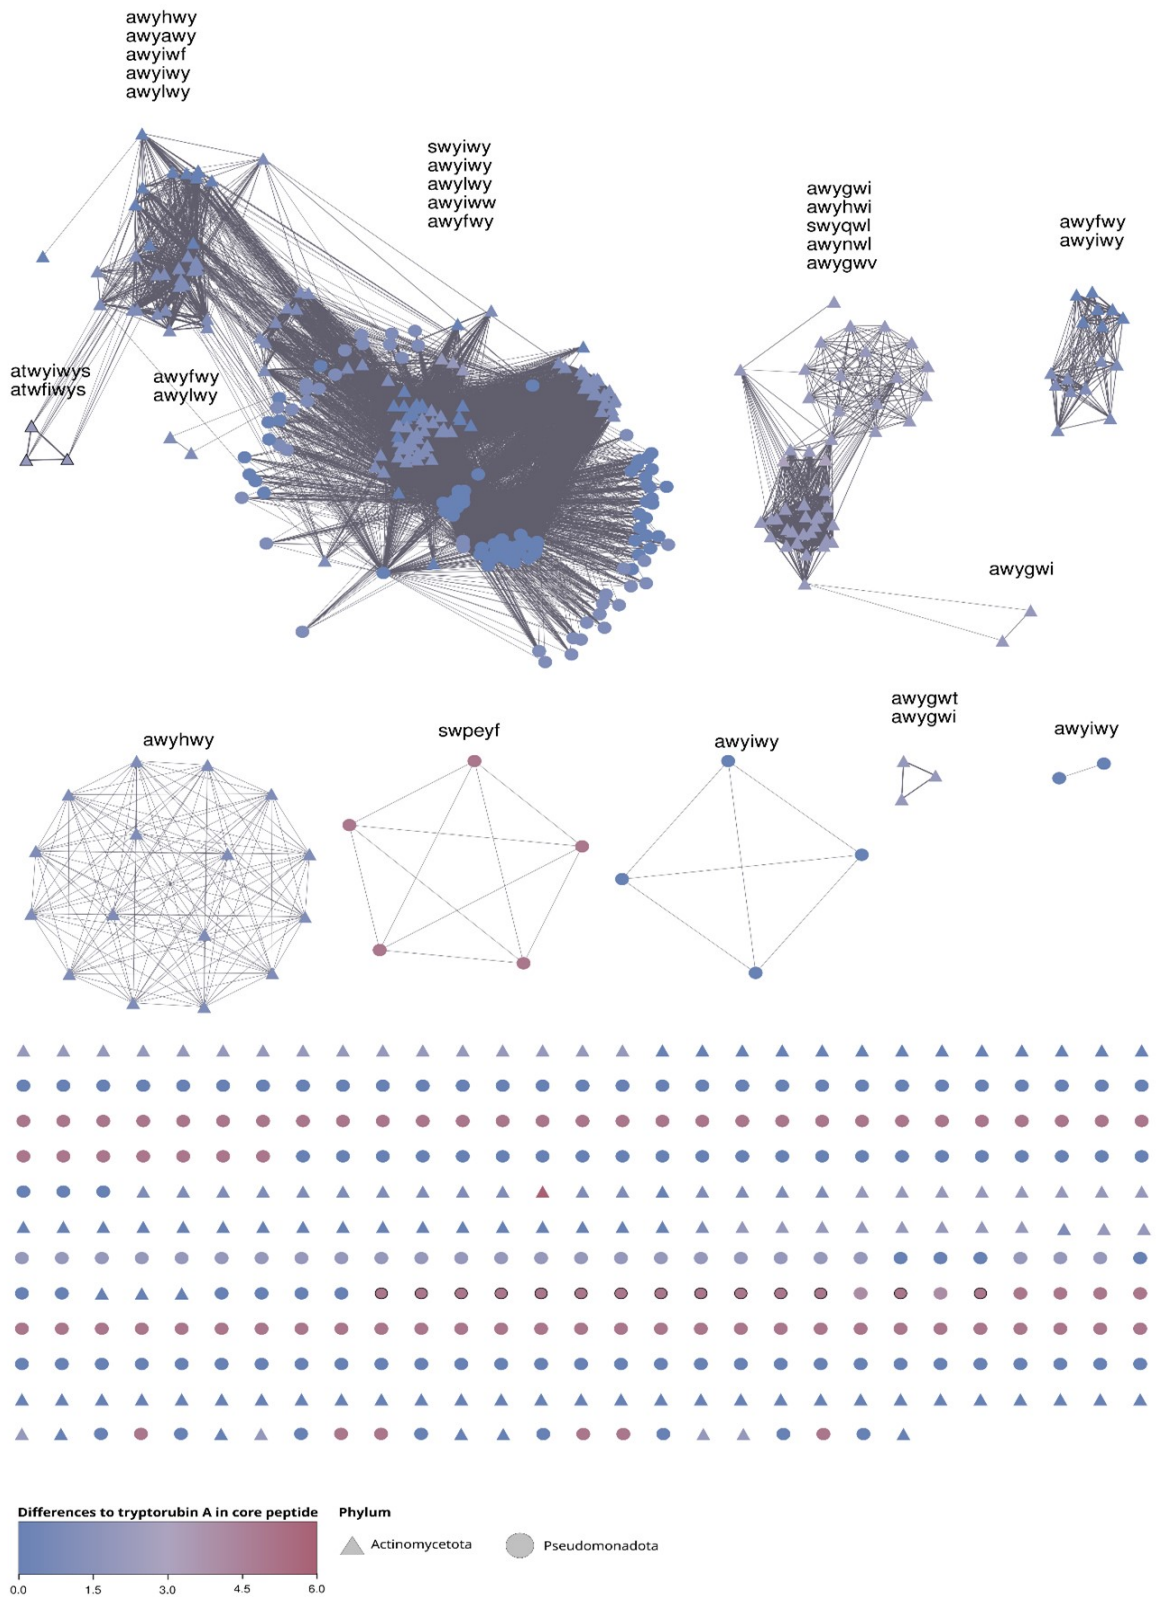 awyhwy
awyawy
awyiwf
awyiwy
awylwy
swyiwy
awyiwy
awylwy
awyiww
awyfwy
awygwi
awyhwi
swyqwl
awynwl
awygwv
awyfwy
awyiwy
atwyiwys
atwfiwys
awyfwy
awylwy
awygwi
awygwt
awygwi
awyhwy
swpeyf
awyiwy
awyiwy
Differences to tryptorubin A in core peptide
Phylum
Actinomycetota
Pseudomonadota
0.0 1.5 3.0 4.5 6.0